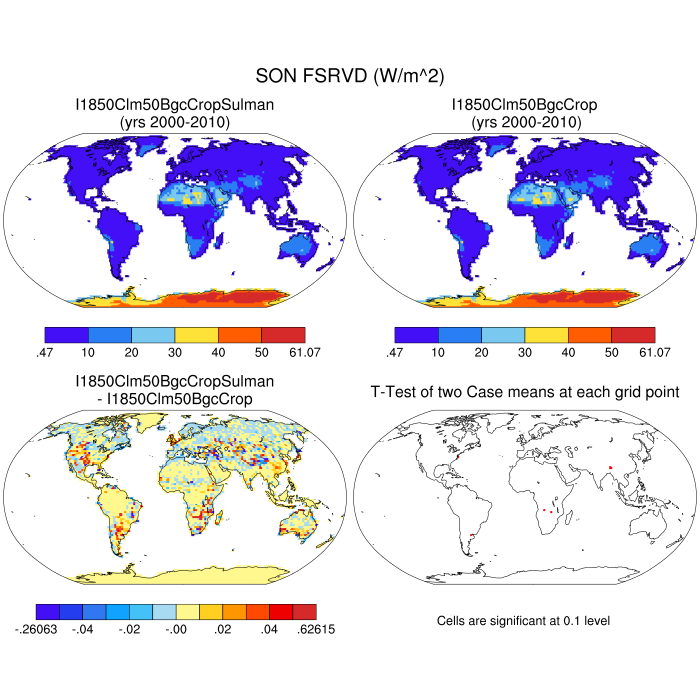 SON FSRVD (W/m^2)
I1850Clm50BgcCropSulman
(yrs 2000-2010)
I1850Clm50BgcCrop
(yrs 2000-2010)
.47 10 20 30 40 50 61.07
.47 10 20 30 40 50 61.07
I1850Clm50BgcCropSulman
- I1850Clm50BgcCrop
T-Test of two Case means at each grid point
-.26063 -.04 -.02 -.00 .02 .04 .62615
Cells are significant at 0.1 level